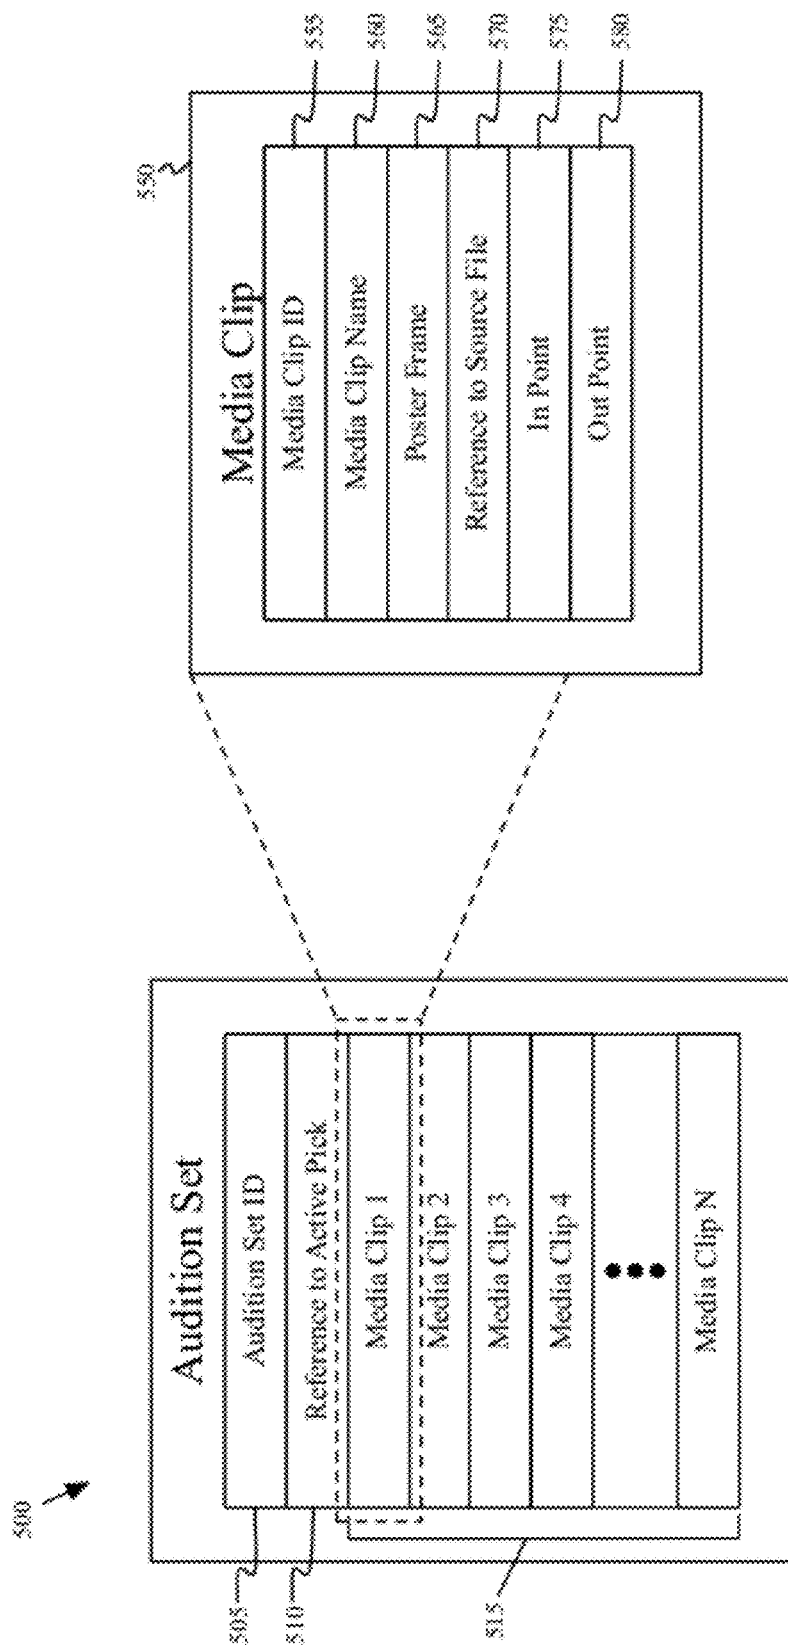 500
Audition Set
505
Audition Set ID
510
Reference to Active Pick
515
Media Clip 1
Media Clip 2
Media Clip 3
Media Clip 4
Media Clip N
550
Media Clip
Media Clip ID
555
Media Clip Name
560
Poster Frame
565
Reference to Source File
570
In Point
575
Out Point
580